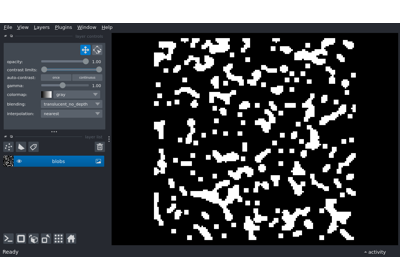 File View Layers Plugins Window Help
opacity: 1.00
contrast limits:
auto-contrast: once continuous
gamma: 1.00
colormap: gray
blending: translucent_no_depth
interpolation: nearest
blobs
Ready
activity